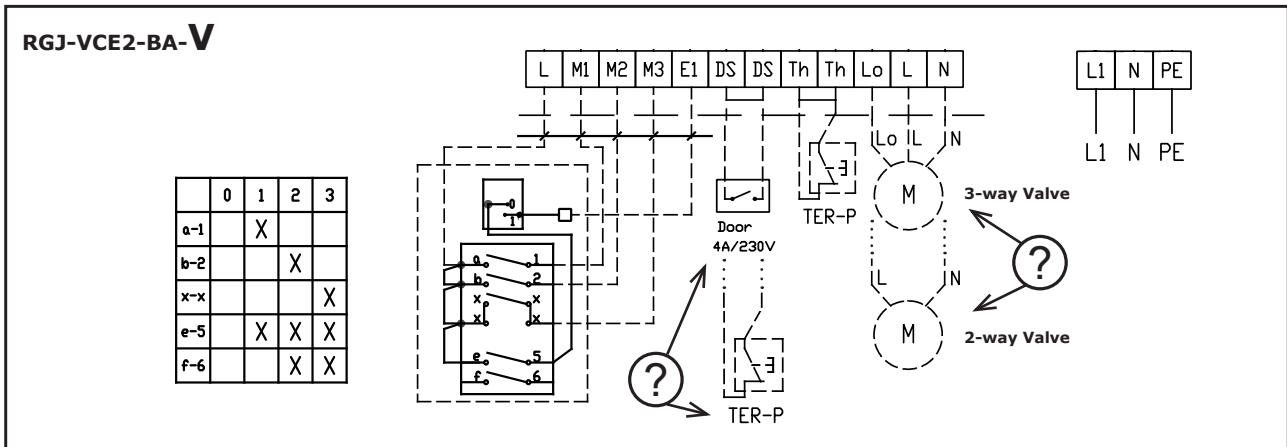 RGJ-VCE2-BA-V
L M1 M2 M3 E1 DS DS Th Th Lo L N
L1 N PE
L1 N PE
Lo L N
M
3-way Valve
TER-P
Door
4A/230V
0
1
0 1 2 3
a-1 X
b-2 X
x-x X
e-5 X X X
f-6 X X
a 1
b 2
x x
x x
e 5
f 6
?
L N
M
2-way Valve
?
TER-P